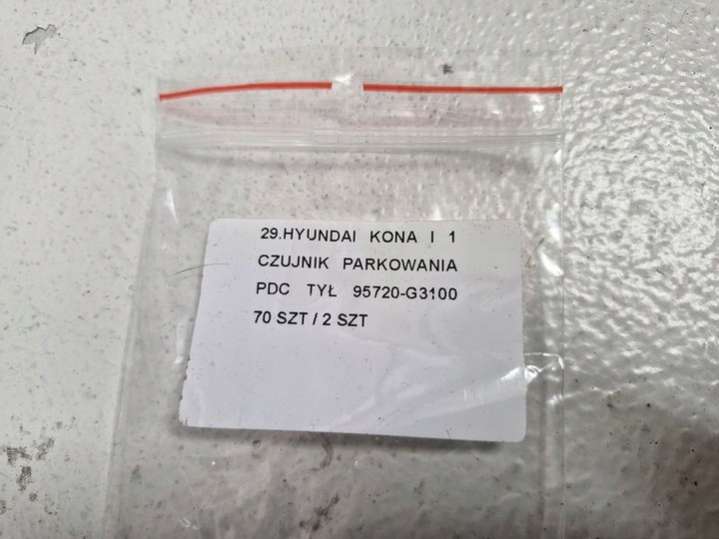 29.HYUNDAI KONA I 1
CZUJNIK PARKOWANIA
PDC TYŁ 95720-G3100
70 SZT / 2 SZT